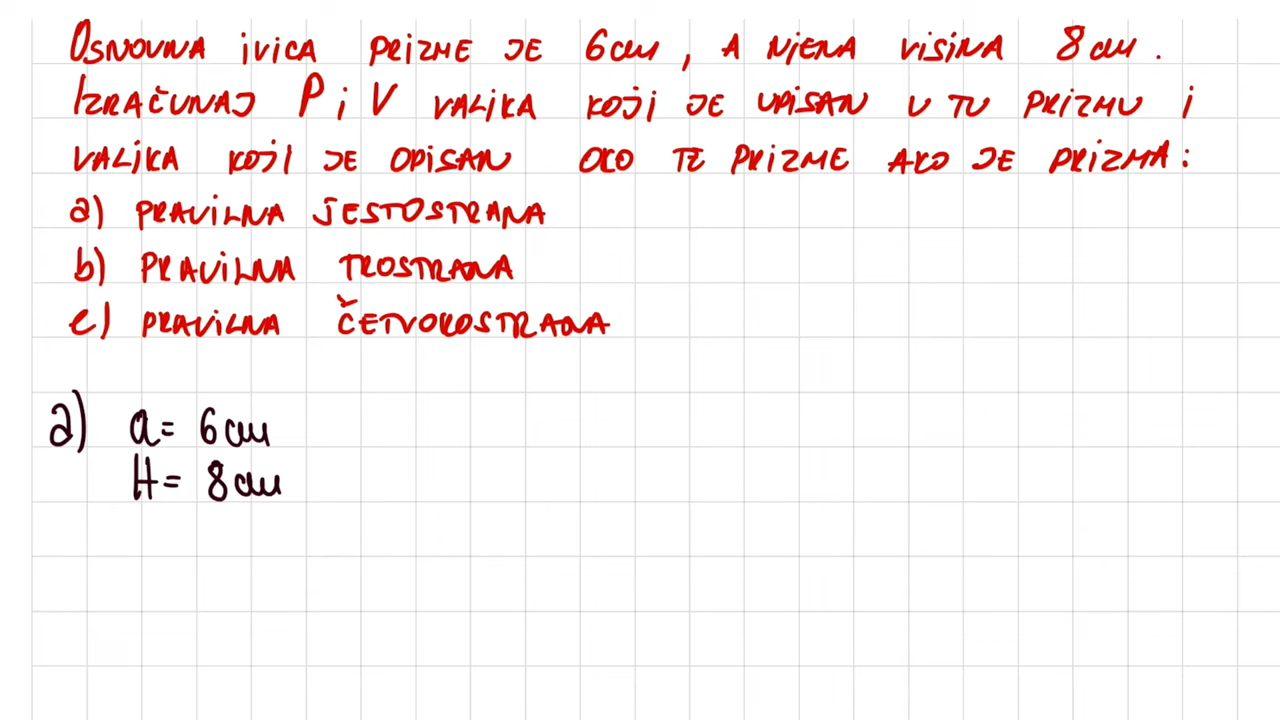 OSNOVNA IVICA PRIZME JE 6cm, A NJENA VISINA 8cm.
IZRAČUNAJ P i V VALJKA KOJI JE UPISAN U TU PRIZMU I
VALJKA KOJI JE OPISAN OKO TE PRIZME AKO JE PRIZMA:
a) PRAVILNA ŠESTOSTRANA
b) PRAVILNA TROSTRANA
c) PRAVILNA ČETVOROSTRANA
a) a = 6cm
H = 8cm